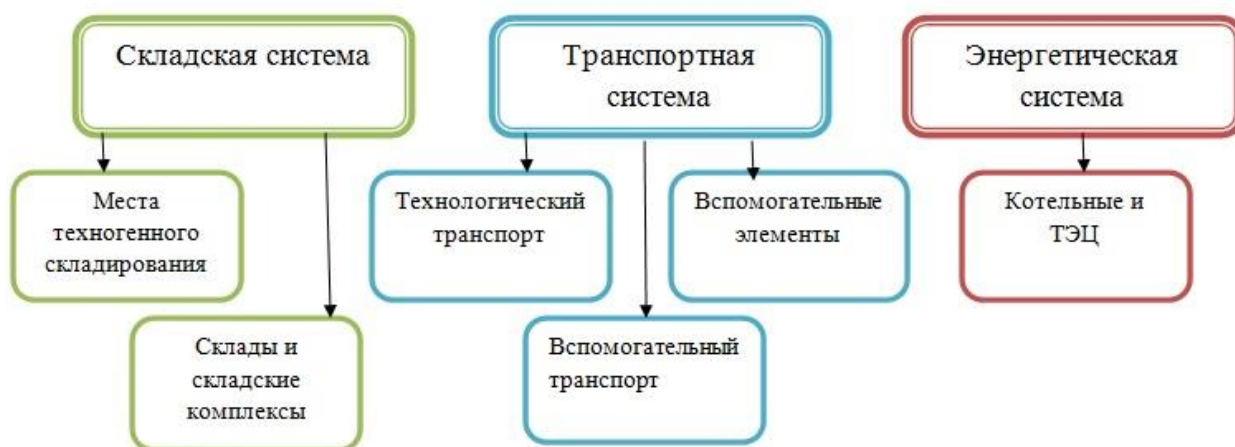 Складская система
Транспортная
система
Энергетическая
система
Места
техногенного
складирования
Технологический
транспорт
Вспомогательные
элементы
Котельные и
ТЭЦ
Склады и
складские
комплексы
Вспомогательный
транспорт